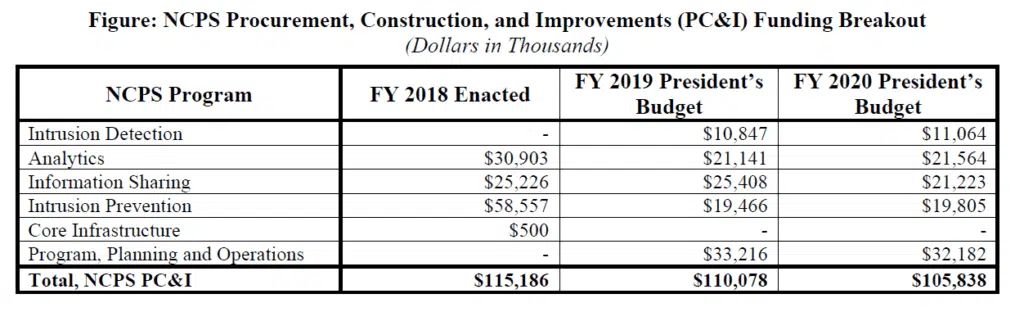 Figure: NCPS Procurement, Construction, and Improvements (PC&I) Funding Breakout
(Dollars in Thousands)
NCPS Program FY 2018 Enacted FY 2019 President's Budget FY 2020 President's Budget
Intrusion Detection - $10,847 $11,064
Analytics $30,903 $21,141 $21,564
Information Sharing $25,226 $25,408 $21,223
Intrusion Prevention $58,557 $19,466 $19,805
Core Infrastructure $500 - -
Program, Planning and Operations - $33,216 $32,182
Total, NCPS PC&I $115,186 $110,078 $105,838